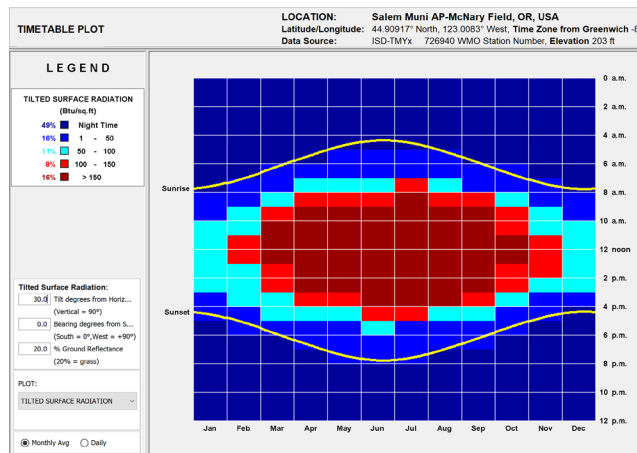 TIMETABLE PLOT
LOCATION: Salem Muni AP-McNary Field, OR, USA
Latitude/Longitude: 44.90917° North, 123.0083° West, Time Zone from Greenwich -8
Data Source: ISD-TMYx 726940 WMO Station Number, Elevation 203 ft
LEGEND
TILTED SURFACE RADIATION
(Btu/sq.ft)
49% Night Time
16% 1 - 50
11% 50 - 100
8% 100 - 150
16% > 150
Tilted Surface Radiation:
30.0 Tilt degrees from Horiz...
(Vertical = 90°)
0.0 Bearing degrees from S...
(South = 0°,West = +90°)
20.0 % Ground Reflectance
(20% = grass)
PLOT:
TILTED SURFACE RADIATION
Monthly Avg Daily
Sunrise
Sunset
0 a.m.
2 a.m.
4 a.m.
6 a.m.
8 a.m.
10 a.m.
12 noon
2 p.m.
4 p.m.
6 p.m.
8 p.m.
10 p.m.
12 p.m.
Jan Feb Mar Apr May Jun Jul Aug Sep Oct Nov Dec